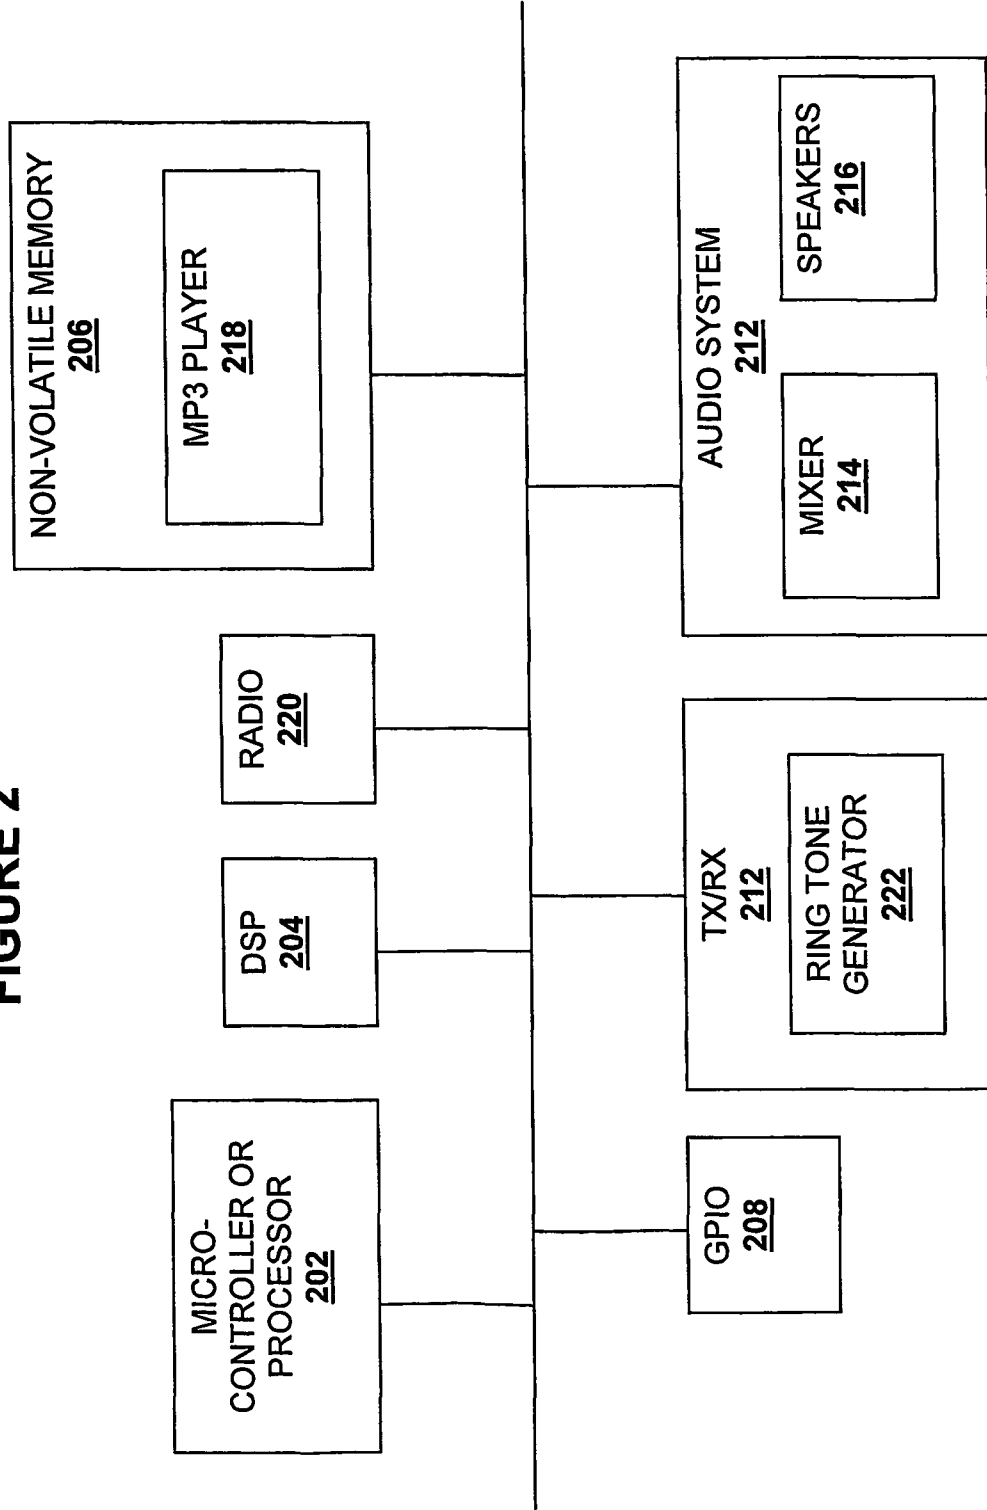 FIGURE 2
MICRO-
CONTROLLER OR
PROCESSOR
202
DSP
204
RADIO
220
NON-VOLATILE MEMORY
206
MP3 PLAYER
218
GPIO
208
TX/RX
212
RING TONE
GENERATOR
222
AUDIO SYSTEM
212
MIXER
214
SPEAKERS
216